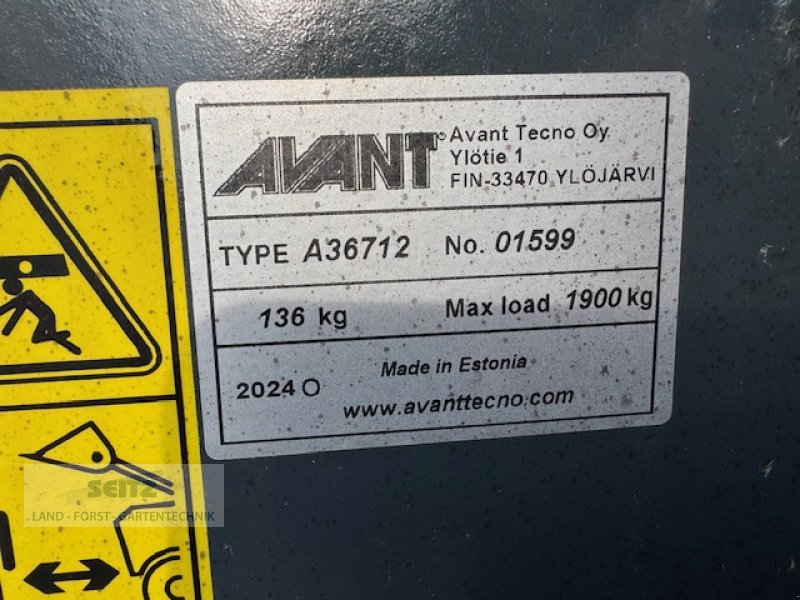 AVANT®
Avant Tecno Oy
Ylötie 1
FIN-33470 YLÖJÄRVI
TYPE A36712 No. 01599
136 kg Max load 1900 kg
2024 O Made in Estonia
www.avanttecno.com
SEITZ
LAND - FORST- GARTENTECHNIK